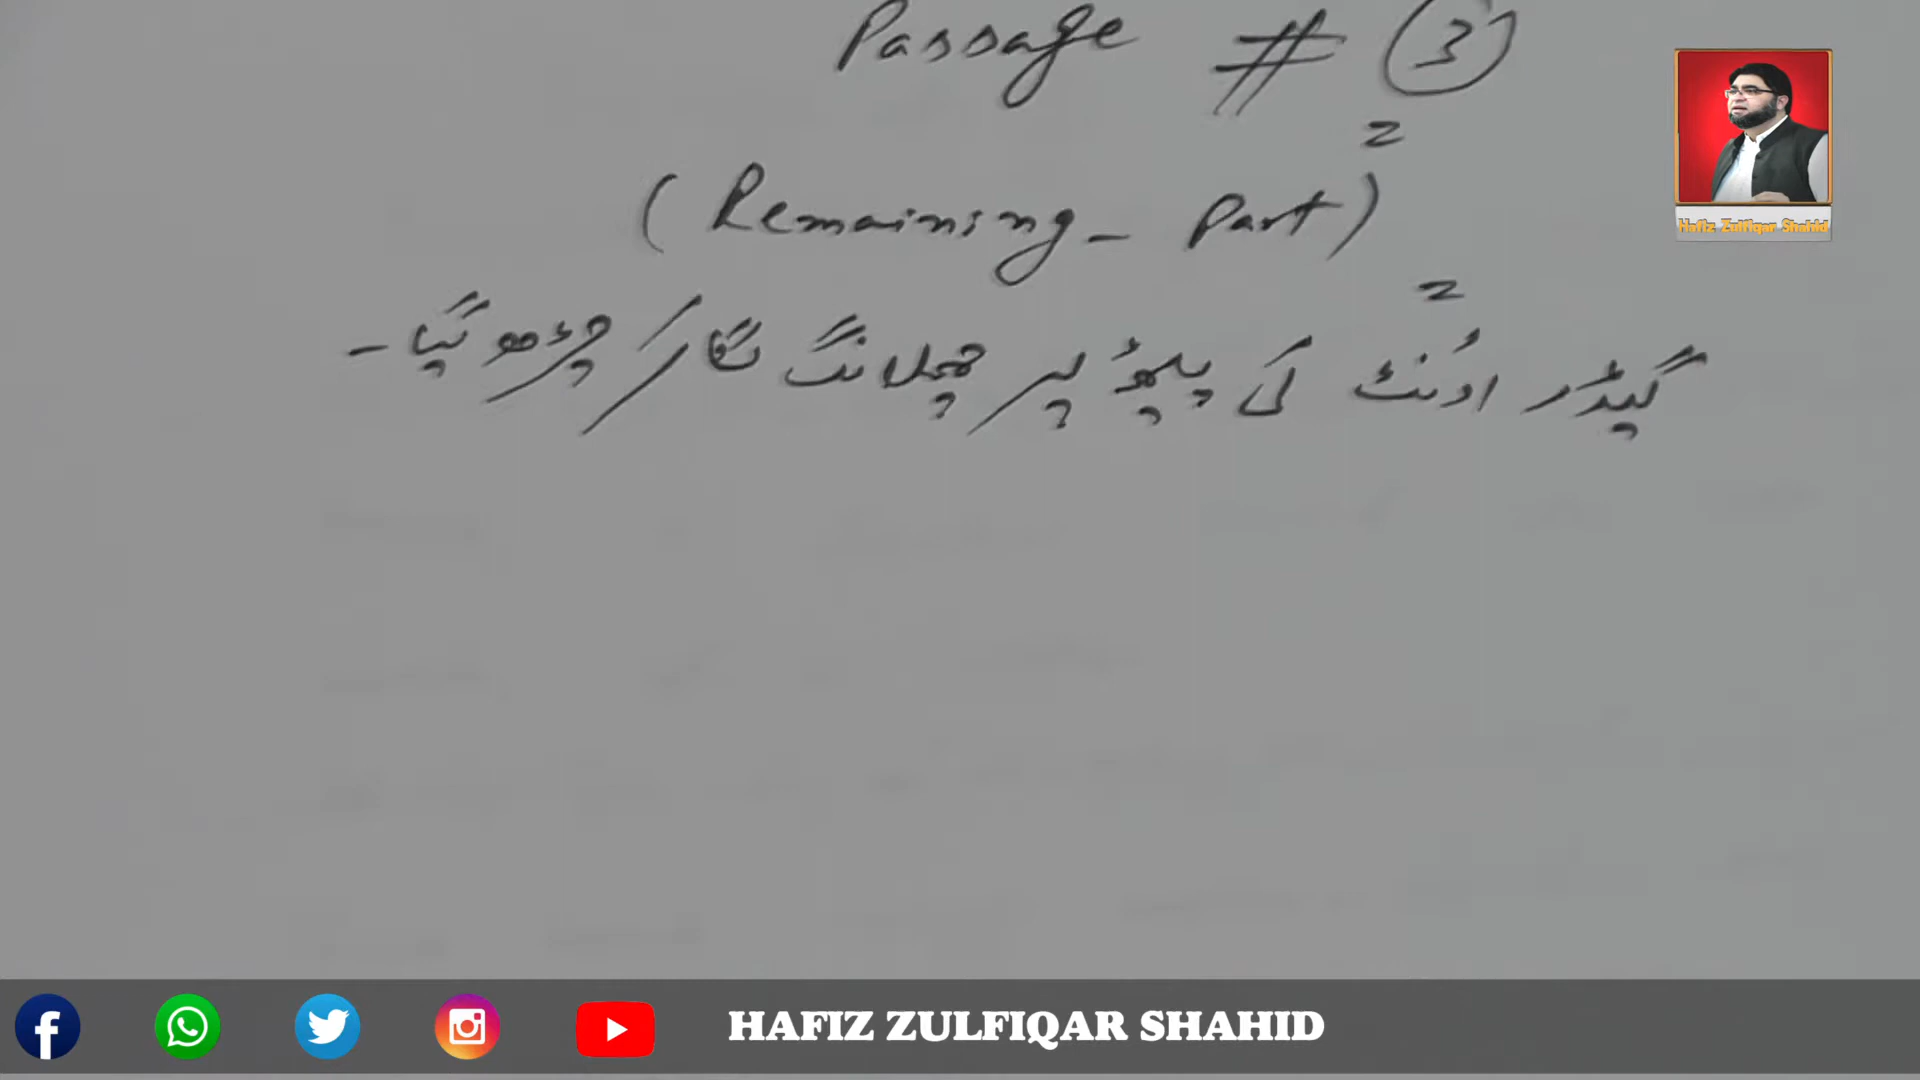 Passage # 3
(Remaining - Part)
گیڈر اونٹ کی پیٹھ پر چھلانگ لگا کر چڑھ گیا -
Hafiz Zulfiqar Shahid
HAFIZ ZULFIQAR SHAHID